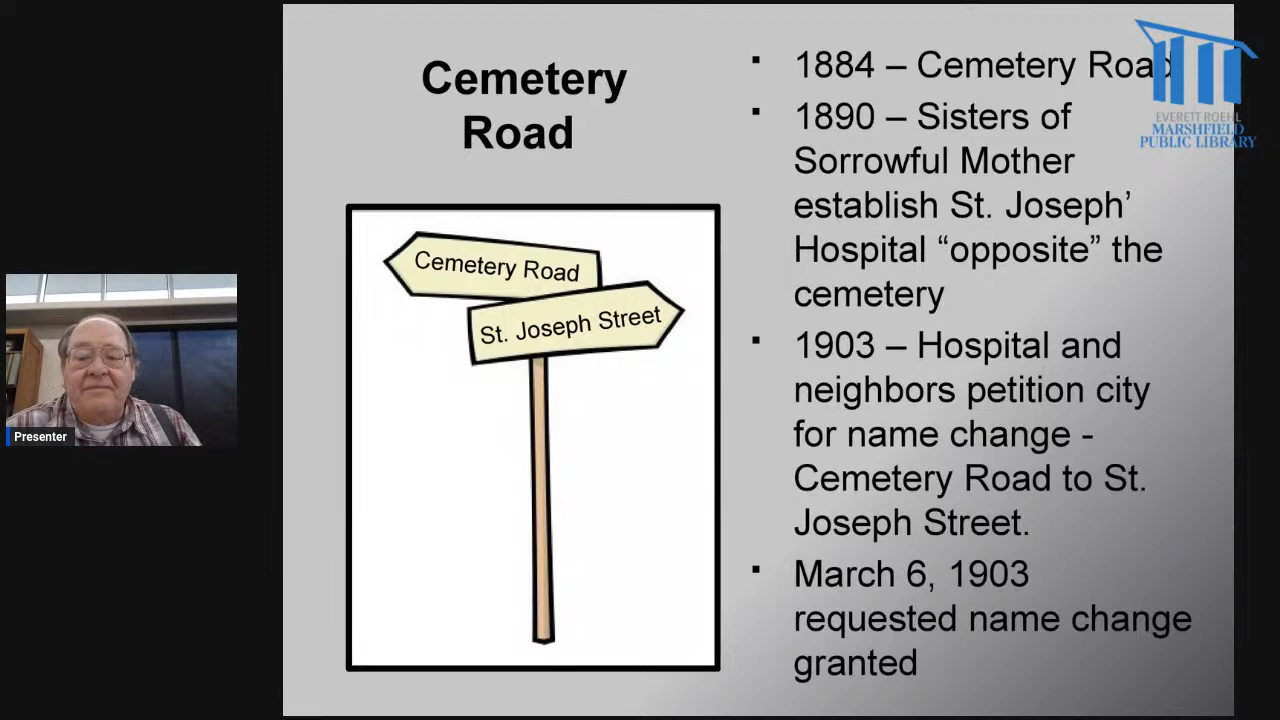 Cemetery
Road
Cemetery Road
St. Joseph Street
1884 – Cemetery Road
1890 – Sisters of
Sorrowful Mother
establish St. Joseph’
Hospital “opposite” the
cemetery
1903 – Hospital and
neighbors petition city
for name change -
Cemetery Road to St.
Joseph Street.
March 6, 1903
requested name change
granted
EVERETT ROEHL
MARSHFIELD
PUBLIC LIBRARY
Presenter